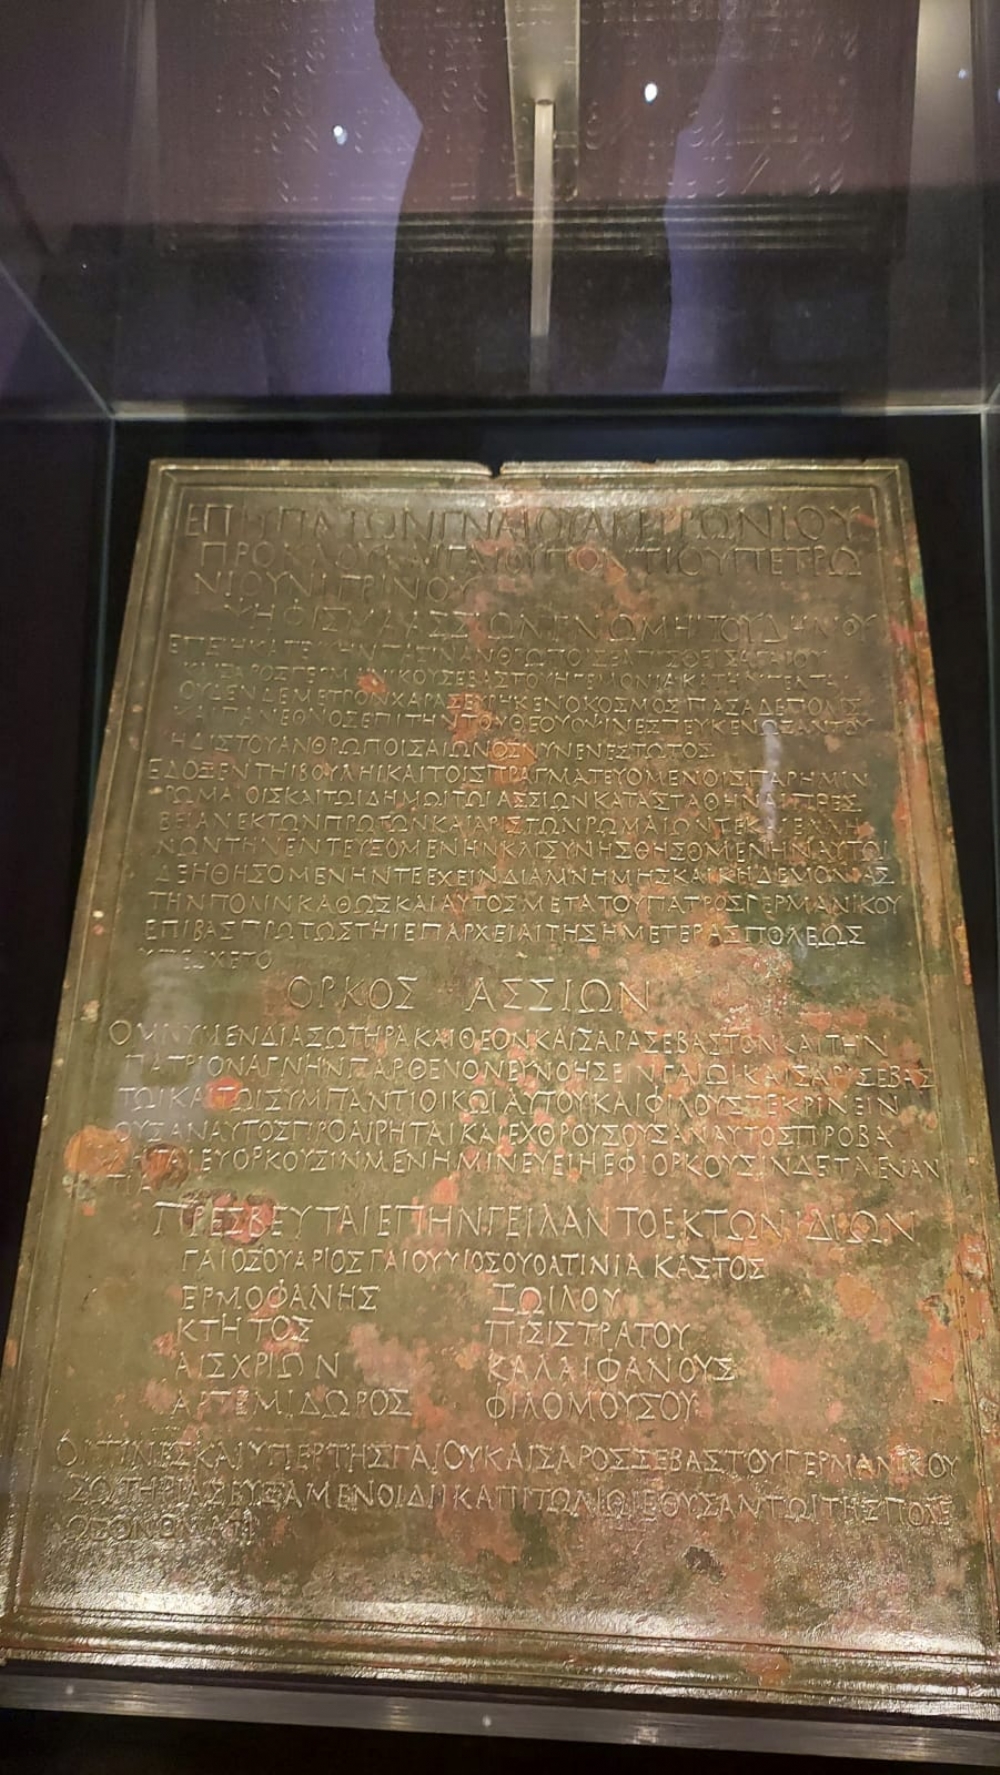 ΕΠΙ ΥΠΑΤΩΝ ΓΝΑΙΟΥ ΑΚΕΡΡΩΝΙΟΥ
ΠΡΟΚΛΟΥ ΚΑΙ ΓΑΙΟΥ ΠΟΝΤΙΟΥ ΠΕΤΡΩ
ΝΙΟΥ ΝΙΓΡΙΝΟΥ
ΨΗΦΙΣΜΑ ΑΣΣΙΩΝ ΓΝΩΜΗΙ ΤΟΥ ΔΗΜΟΥ
ΕΠΕΙ Η ΚΑΤ ΕΥΧΗΝ ΠΑΣΙΝ ΑΝΘΡΩΠΟΙΣ ΕΛΠΙΣΘΕΙΣΑ ΓΑΙΟΥ
ΚΑΙΣΑΡΟΣ ΓΕΡΜΑΝΙΚΟΥ ΣΕΒΑΣΤΟΥ ΗΓΕΜΟΝΙΑ ΚΑΤΗΝΓΕΛΤΑΙ
ΟΥΔΕΝ ΔΕ ΜΕΤΡΟΝ ΧΑΡΑΣ ΕΥΡΗΚΕΝ Ο ΚΟΣΜΟΣ ΠΑΣΑ ΔΕ ΠΟΛΙΣ
ΚΑΙ ΠΑΝ ΕΘΝΟΣ ΕΠΙ ΤΗΝ ΤΟΥ ΘΕΟΥ ΟΨΙΝ ΕΣΠΕΥΚΕΝ ΩΣ ΑΝ ΤΟΥ
ΗΔΙΣΤΟΥ ΑΝΘΡΩΠΟΙΣ ΑΙΩΝΟΣ ΝΥΝ ΕΝΕΣΤΩΤΟΣ
ΕΔΟΞΕΝ ΤΗΙ ΒΟΥΛΗΙ ΚΑΙ ΤΟΙΣ ΠΡΑΓΜΑΤΕΥΟΜΕΝΟΙΣ ΠΑΡ ΗΜΙΝ
ΡΩΜΑΙΟΙΣ ΚΑΙ ΤΩΙ ΔΗΜΩΙ ΤΩΙ ΑΣΣΙΩΝ ΚΑΤΑΣΤΑΘΗΝΑΙ ΠΡΕΣ
ΒΕΙΑΝ ΕΚ ΤΩΝ ΠΡΩΤΩΝ ΚΑΙ ΑΡΙΣΤΩΝ ΡΩΜΑΙΩΝ ΤΕ ΚΑΙ ΕΛΛΗ
ΝΩΝ ΤΗΝ ΕΝΤΕΥΞΟΜΕΝΗΝ ΚΑΙ ΣΥΝΗΣΘΗΣΟΜΕΝΗΝ ΑΥΤΩΙ
ΔΕΗΘΗΣΟΜΕΝΗΝ ΤΕ ΕΧΕΙΝ ΔΙΑ ΜΝΗΜΗΣ ΚΑΙ ΚΗΔΕΜΟΝΙΑΣ
ΤΗΝ ΠΟΛΙΝ ΚΑΘΩΣ ΚΑΙ ΑΥΤΟΣ ΜΕΤΑ ΤΟΥ ΠΑΤΡΟΣ ΓΕΡΜΑΝΙΚΟΥ
ΕΠΙΒΑΣ ΠΡΩΤΩΣ ΤΗΙ ΕΠΑΡΧΕΙΑΙ ΤΗΣ ΗΜΕΤΕΡΑΣ ΠΟΛΕΩΣ
ΥΠΕΣΧΕΤΟ
ΟΡΚΟΣ ΑΣΣΙΩΝ
ΟΜΝΥΜΕΝ ΔΙΑ ΣΩΤΗΡΑ ΚΑΙ ΘΕΟΝ ΚΑΙΣΑΡΑ ΣΕΒΑΣΤΟΝ ΚΑΙ ΤΗΝ
ΠΑΤΡΙΟΝ ΑΓΝΗΝ ΠΑΡΘΕΝΟΝ ΕΥΝΟΗΣΕΙΝ ΓΑΙΩΙ ΚΑΙΣΑΡΙ ΣΕΒΑΣ
ΤΩΙ ΚΑΙ ΤΩΙ ΣΥΜΠΑΝΤΙ ΟΙΚΩΙ ΑΥΤΟΥ ΚΑΙ ΦΙΛΟΥΣ ΤΕ ΚΡΙΝΕΙΝ
ΟΥΣ ΑΝ ΑΥΤΟΣ ΠΡΟΑΙΡΗΤΑΙ ΚΑΙ ΕΧΘΡΟΥΣ ΟΥΣ ΑΝ ΑΥΤΟΣ ΠΡΟΒΑ
ΛΗΤΑΙ ΕΥΟΡΚΟΥΣΙΝ ΜΕΝ ΗΜΙΝ ΕΥ ΕΙΗ ΕΦΙΟΡΚΟΥΣΙΝ ΔΕ ΤΑ ΕΝΑΝ
ΤΙΑ
ΠΡΕΣΒΕΥΤΑΙ ΕΠΗΝΓΕΙΛΑΝΤΟ ΕΚ ΤΩΝ ΙΔΙΩΝ
ΓΑΙΟΣ ΟΥΑΡΙΟΣ ΓΑΙΟΥ ΥΙΟΣ ΟΥΟΛΤΙΝΙΑ ΚΑΣΤΟΣ
ΕΡΜΟΦΑΝΗΣ ΖΩΙΛΟΥ
ΚΤΗΤΟΣ ΠΙΣΙΣΤΡΑΤΟΥ
ΑΙΣΧΡΙΩΝ ΚΑΛΛΙΦΑΝΟΥΣ
ΑΡΤΕΜΙΔΩΡΟΣ ΦΙΛΟΜΟΥΣΟΥ
ΟΙΤΙΝΕΣ ΚΑΙ ΥΠΕΡ ΤΗΣ ΓΑΙΟΥ ΚΑΙΣΑΡΟΣ ΣΕΒΑΣΤΟΥ ΓΕΡΜΑΝΙΚΟΥ
ΣΩΤΗΡΙΑΣ ΕΥΞΑΜΕΝΟΙ ΔΙΙ ΚΑΠΙΤΩΛΙΩΙ ΕΘΥΣΑΝ ΤΩΙ ΤΗΣ ΠΟΛΕ
ΩΣ ΟΝΟΜΑΤΙ